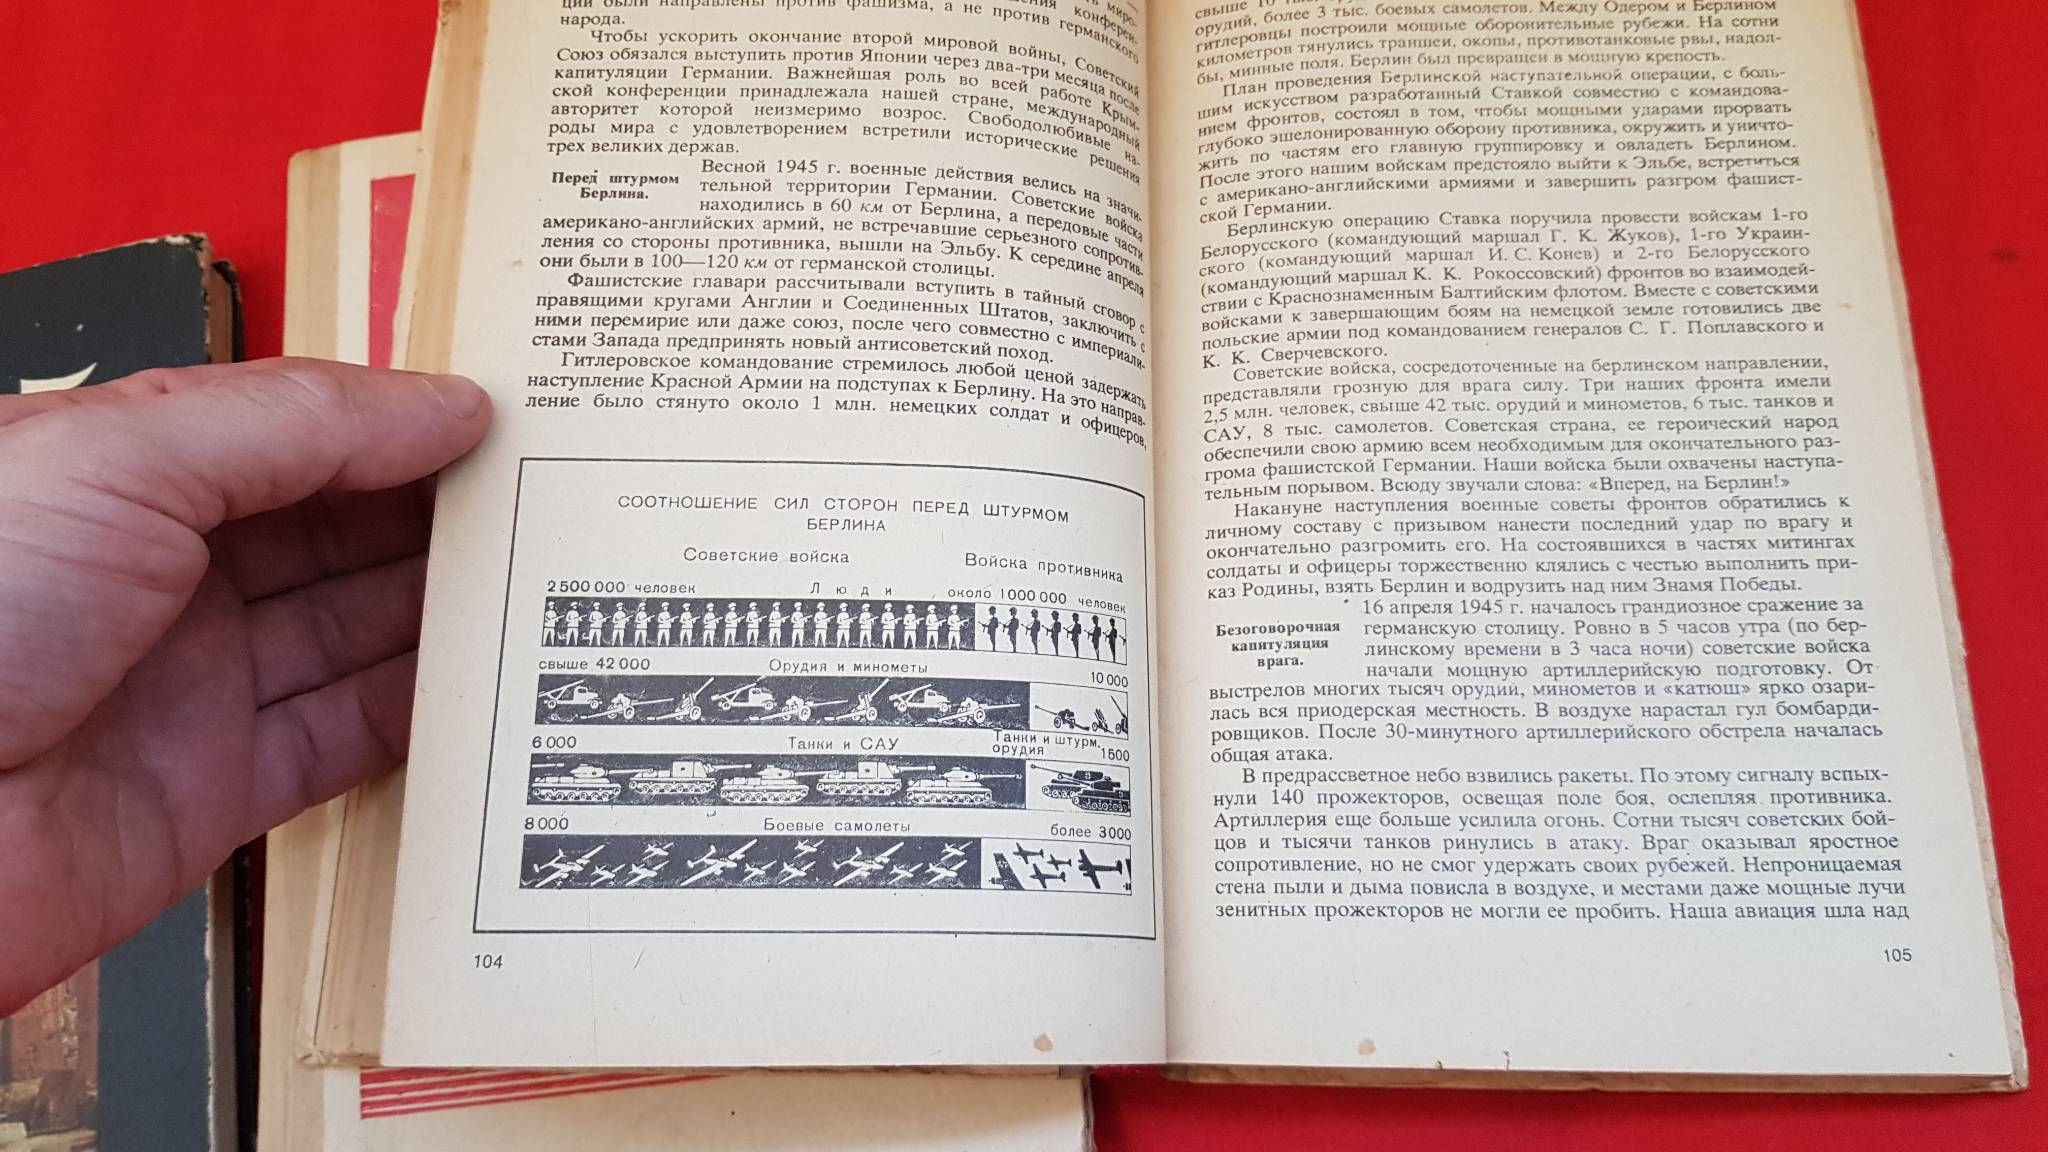 ции были направлены против фашизма, а не против германского
народа.
Чтобы ускорить окончание второй мировой войны, Советский
Союз обязался выступить против Японии через два-три месяца после
капитуляции Германии. Важнейшая роль во всей работе Крым-
ской конференции принадлежала нашей стране, международный
авторитет которой неизмеримо возрос. Свободолюбивые на-
роды мира с удовлетворением встретили исторические решения
трех великих держав.
Перед штурмом
Берлина.
Весной 1945 г. военные действия велись на значи-
тельной территории Германии. Советские войска
находились в 60 км от Берлина, а передовые части
американо-английских армий, не встречавшие серьезного сопротив-
ления со стороны противника, вышли на Эльбу. К середине апреля
они были в 100—120 км от германской столицы.
Фашистские главари рассчитывали вступить в тайный сговор с
правящими кругами Англии и Соединенных Штатов, заключить с
ними перемирие или даже союз, после чего совместно с империали-
стами Запада предпринять новый антисоветский поход.
Гитлеровское командование стремилось любой ценой задержать
наступление Красной Армии на подступах к Берлину. На это направ-
ление было стянуто около 1 млн. немецких солдат и офицеров,
СООТНОШЕНИЕ СИЛ СТОРОН ПЕРЕД ШТУРМОМ
БЕРЛИНА
Советские войска Войска противника
2500000 человек Люди около 1000000 человек
свыше 42000 Орудия и минометы 10000
6000 Танки и САУ Танки и штурм. орудия 1500
8000 Боевые самолеты более 3000
104
орудий, более 3 тыс. боевых самолетов. Между Одером и Берлином
гитлеровцы построили мощные оборонительные рубежи. На сотни
километров тянулись траншеи, окопы, противотанковые рвы, надол-
бы, минные поля. Берлин был превращен в мощную крепость.
План проведения Берлинской наступательной операции, с боль-
шим искусством разработанный Ставкой совместно с командова-
нием фронтов, состоял в том, чтобы мощными ударами прорвать
глубоко эшелонированную оборону противника, окружить и уничто-
жить по частям его главную группировку и овладеть Берлином.
После этого нашим войскам предстояло выйти к Эльбе, встретиться
с американо-английскими армиями и завершить разгром фашист-
ской Германии.
Берлинскую операцию Ставка поручила провести войскам 1-го
Белорусского (командующий маршал Г. К. Жуков), 1-го Украин-
ского (командующий маршал И. С. Конев) и 2-го Белорусского
(командующий маршал К. К. Рокоссовский) фронтов во взаимодей-
ствии с Краснознаменным Балтийским флотом. Вместе с советскими
войсками к завершающим боям на немецкой земле готовились две
польские армии под командованием генералов С. Г. Поплавского и
К. К. Сверчевского.
Советские войска, сосредоточенные на берлинском направлении,
представляли грозную для врага силу. Три наших фронта имели
2,5 млн. человек, свыше 42 тыс. орудий и минометов, 6 тыс. танков и
САУ, 8 тыс. самолетов. Советская страна, ее героический народ
обеспечили свою армию всем необходимым для окончательного раз-
грома фашистской Германии. Наши войска были охвачены наступа-
тельным порывом. Всюду звучали слова: «Вперед, на Берлин!»
Накануне наступления военные советы фронтов обратились к
личному составу с призывом нанести последний удар по врагу и
окончательно разгромить его. На состоявшихся в частях митингах
солдаты и офицеры торжественно клялись с честью выполнить при-
каз Родины, взять Берлин и водрузить над ним Знамя Победы.
Безоговорочная
капитуляция
врага.
16 апреля 1945 г. началось грандиозное сражение за
германскую столицу. Ровно в 5 часов утра (по бер-
линскому времени в 3 часа ночи) советские войска
начали мощную артиллерийскую подготовку. От
выстрелов многих тысяч орудий, минометов и «катюш» ярко озари-
лась вся приодерская местность. В воздухе нарастал гул бомбарди-
ровщиков. После 30-минутного артиллерийского обстрела началась
общая атака.
В предрассветное небо взвились ракеты. По этому сигналу вспых-
нули 140 прожекторов, освещая поле боя, ослепляя противника.
Артиллерия еще больше усилила огонь. Сотни тысяч советских бой-
цов и тысячи танков ринулись в атаку. Враг оказывал яростное
сопротивление, но не смог удержать своих рубежей. Непроницаемая
стена пыли и дыма повисла в воздухе, и местами даже мощные лучи
зенитных прожекторов не могли ее пробить. Наша авиация шла над
105